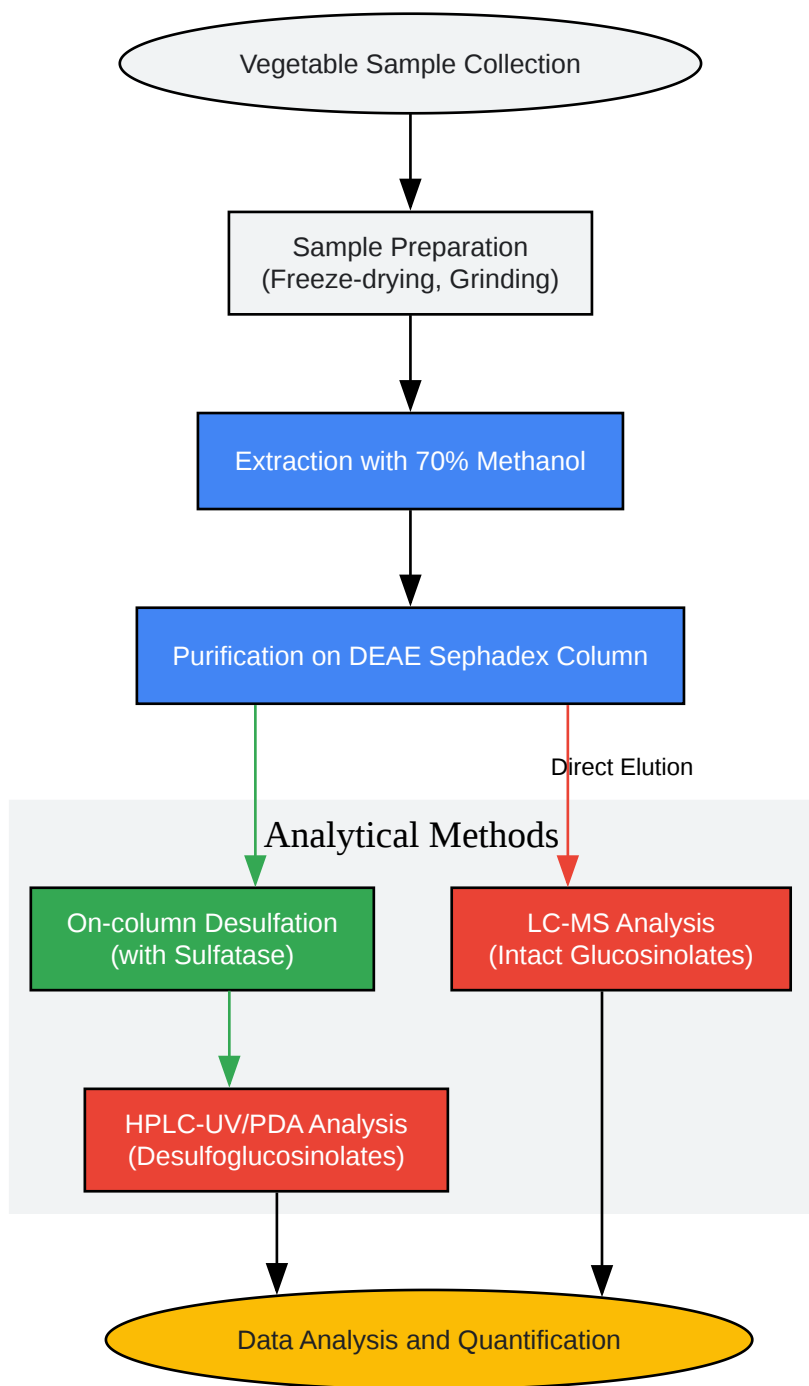 Vegetable Sample Collection
Sample Preparation
(Freeze-drying, Grinding)
Extraction with 70% Methanol
Purification on DEAE Sephadex Column
Direct Elution
Analytical Methods
On-column Desulfation
(with Sulfatase)
LC-MS Analysis
(Intact Glucosinolates)
HPLC-UV/PDA Analysis
(Desulfoglucosinolates)
Data Analysis and Quantification